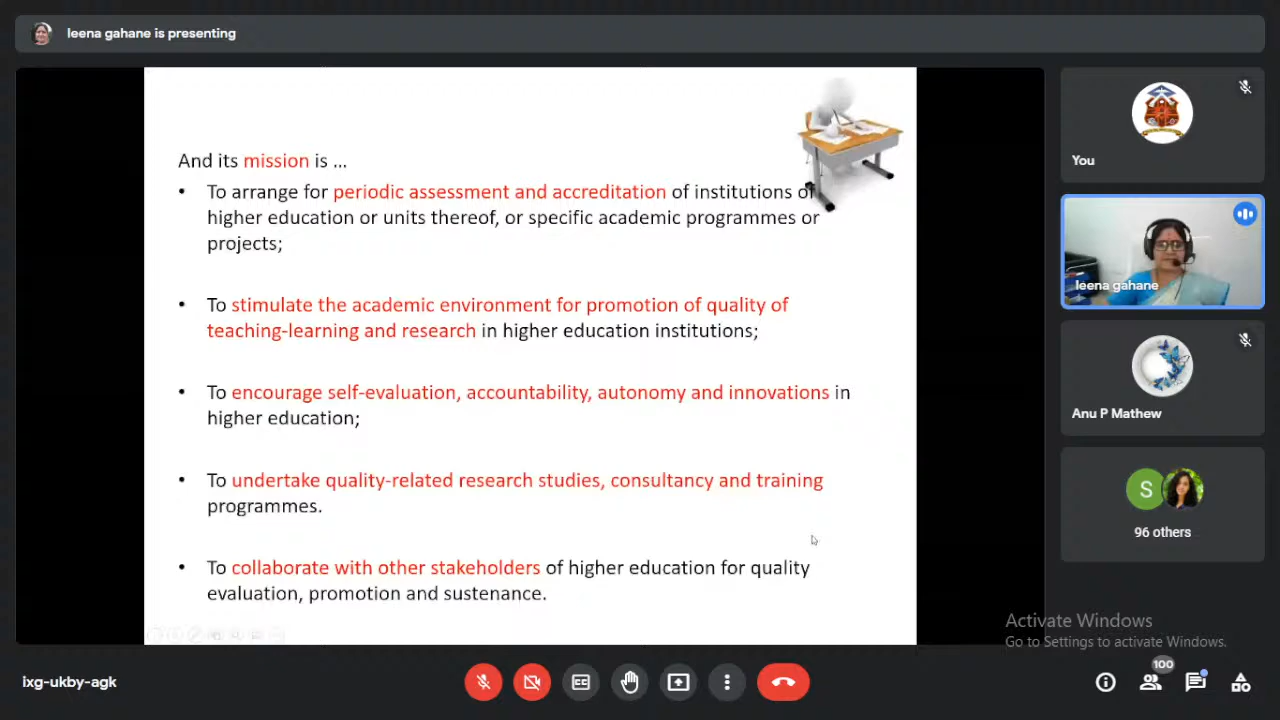 leena gahane is presenting
And its mission is ...
• To arrange for periodic assessment and accreditation of institutions of
higher education or units thereof, or specific academic programmes or
projects;
• To stimulate the academic environment for promotion of quality of
teaching-learning and research in higher education institutions;
• To encourage self-evaluation, accountability, autonomy and innovations in
higher education;
• To undertake quality-related research studies, consultancy and training
programmes.
• To collaborate with other stakeholders of higher education for quality
evaluation, promotion and sustenance.
You
leena gahane
Anu P Mathew
S
96 others
Activate Windows
Go to Settings to activate Windows.
ixg-ukby-agk
CC
100